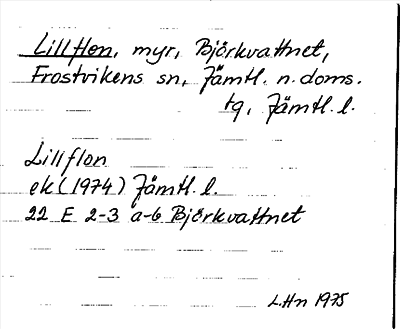 Lillflon, myr, Björkvattnet,
Frostvikens sn, Jämtl. n. doms.
tg, Jämtl. l.
Lillflon
ek (1974) Jämtl. l.
22 E 2-3 a-b Björkvattnet
L.Hn 1975